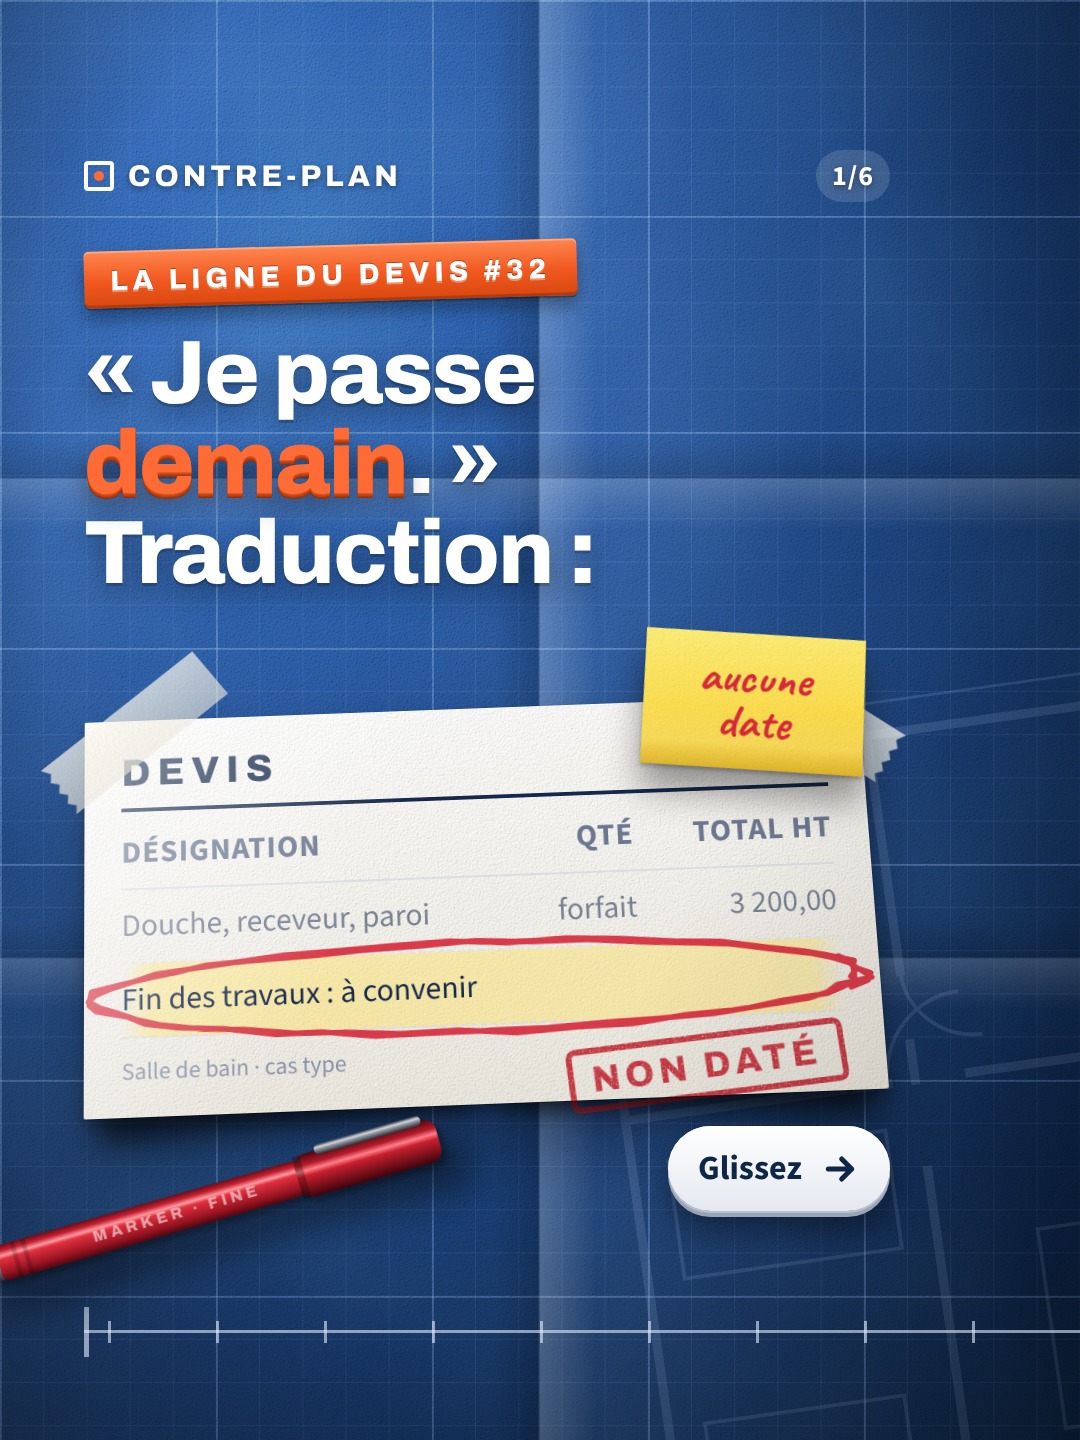 CONTRE-PLAN
1/6
LA LIGNE DU DEVIS #32
« Je passe
demain. »
Traduction :
aucune
date
DEVIS
DÉSIGNATION QTÉ TOTAL HT
Douche, receveur, paroi forfait 3 200,00
Fin des travaux : à convenir
Salle de bain · cas type
NON DATÉ
Glissez →
MARKER · FINE